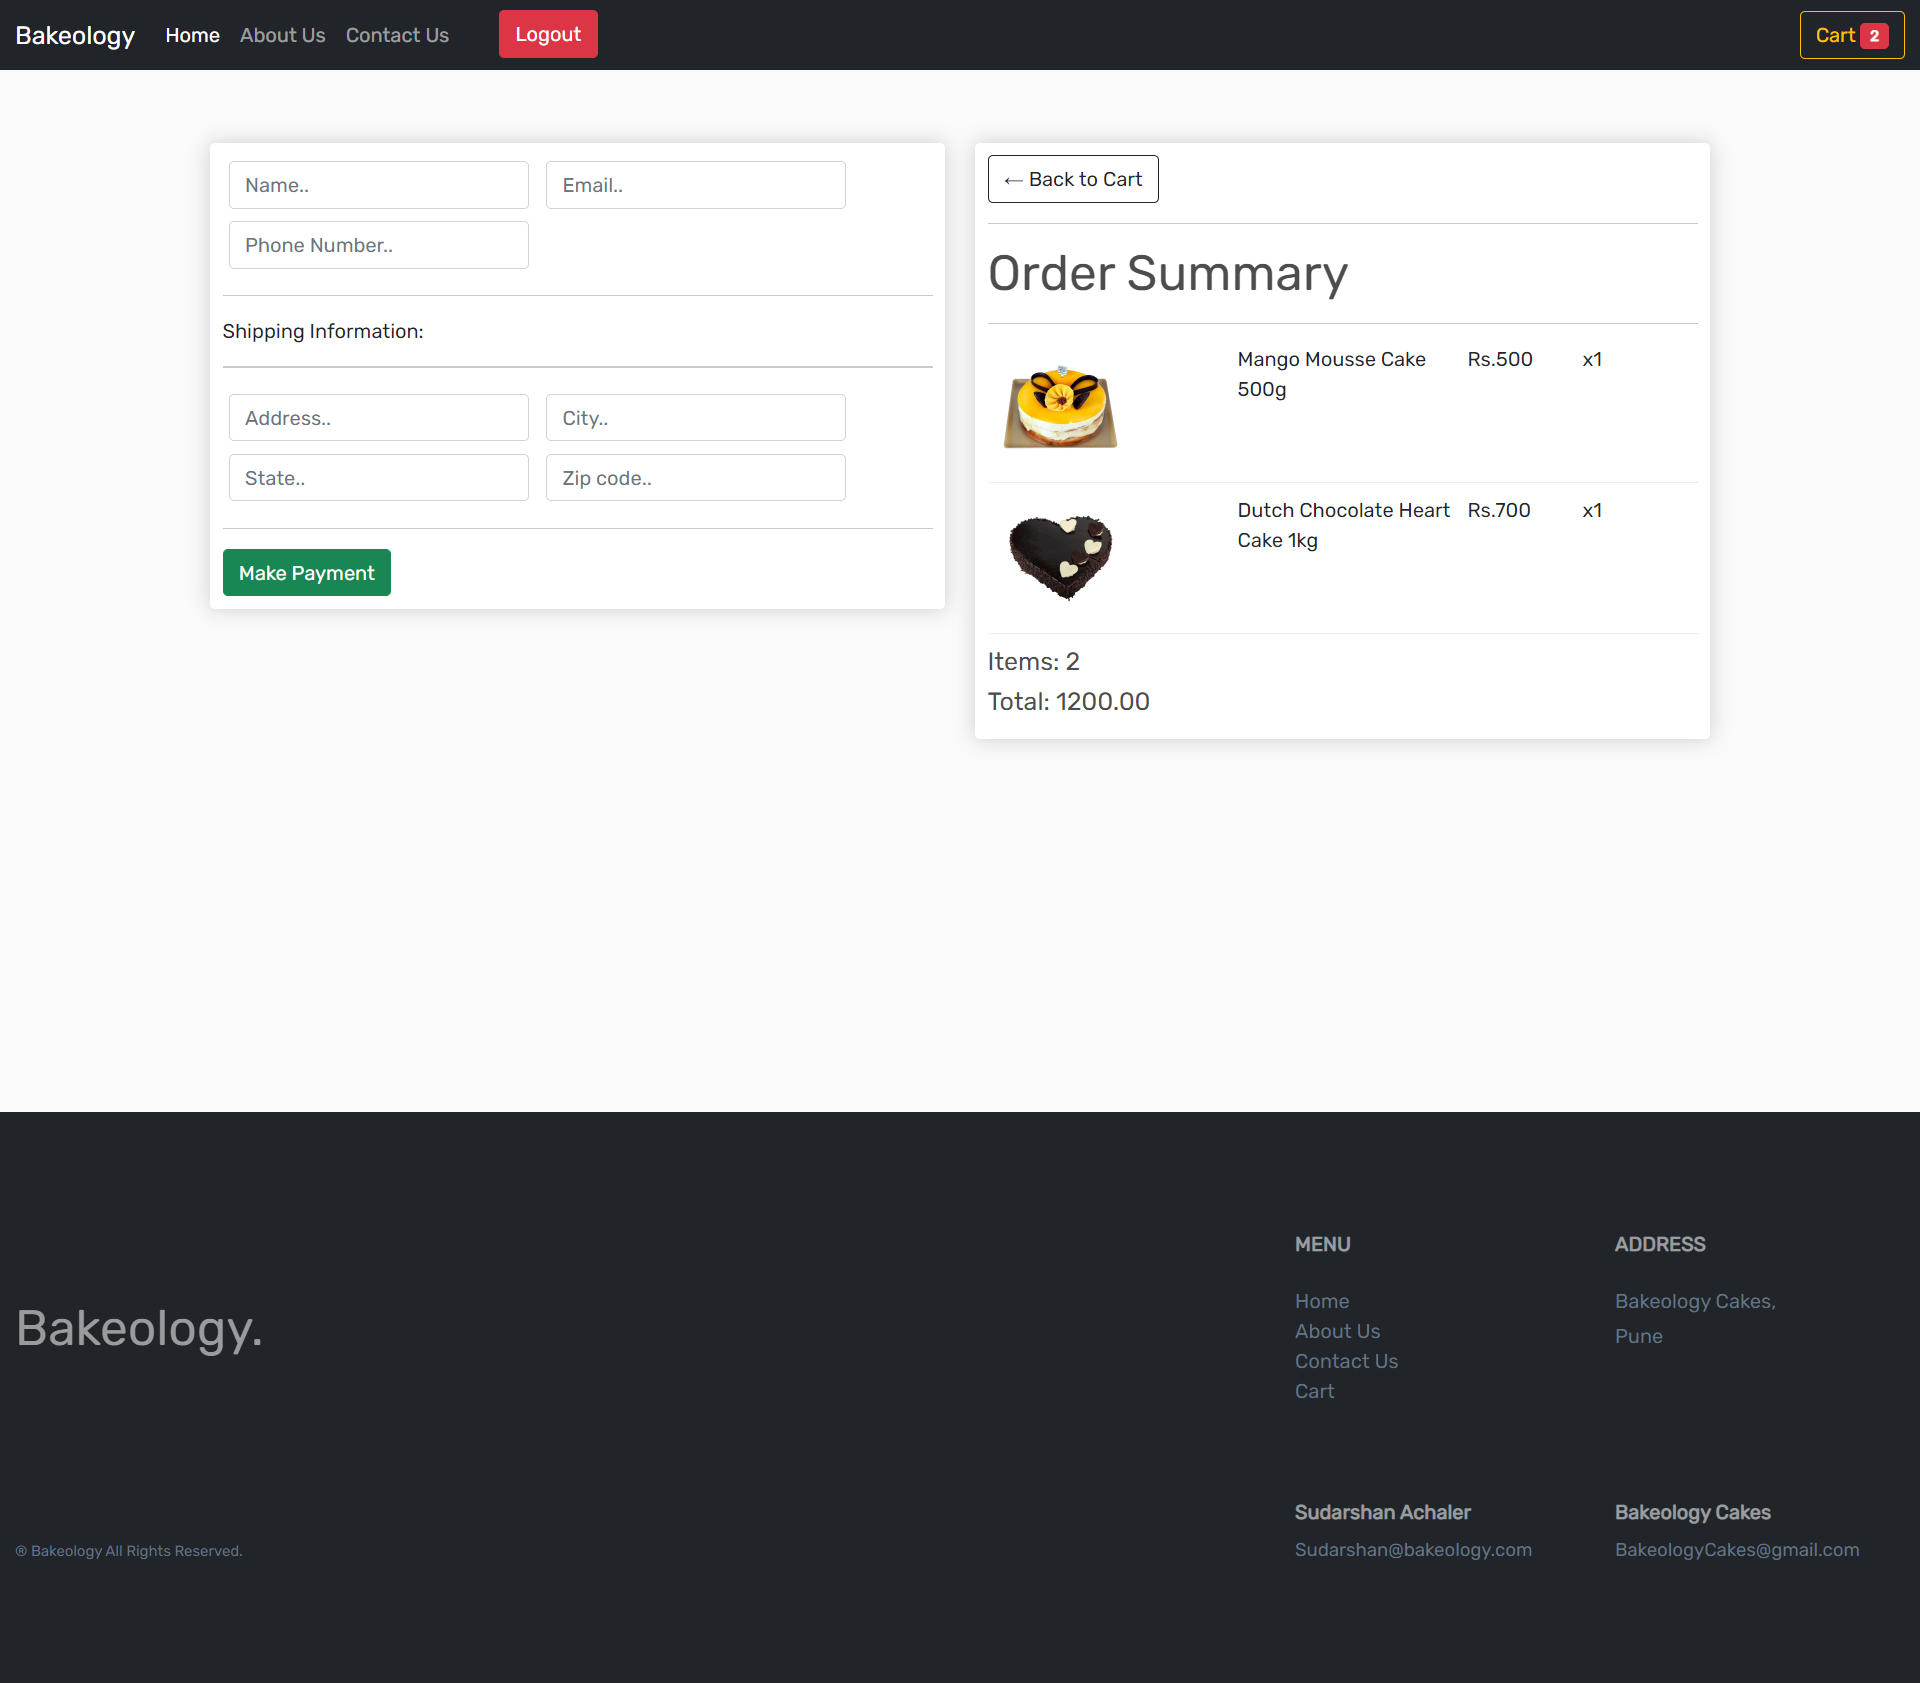 Bakeology Home About Us Contact Us Logout Cart 2
Name.. Email..
Phone Number..
Shipping Information:
Address.. City..
State.. Zip code..
Make Payment
← Back to Cart
Order Summary
Mango Mousse Cake Rs.500 x1
500g
Dutch Chocolate Heart Rs.700 x1
Cake 1kg
Items: 2
Total: 1200.00
Bakeology.
® Bakeology All Rights Reserved.
MENU
Home
About Us
Contact Us
Cart
ADDRESS
Bakeology Cakes,
Pune
Sudarshan Achaler
Sudarshan@bakeology.com
Bakeology Cakes
BakeologyCakes@gmail.com